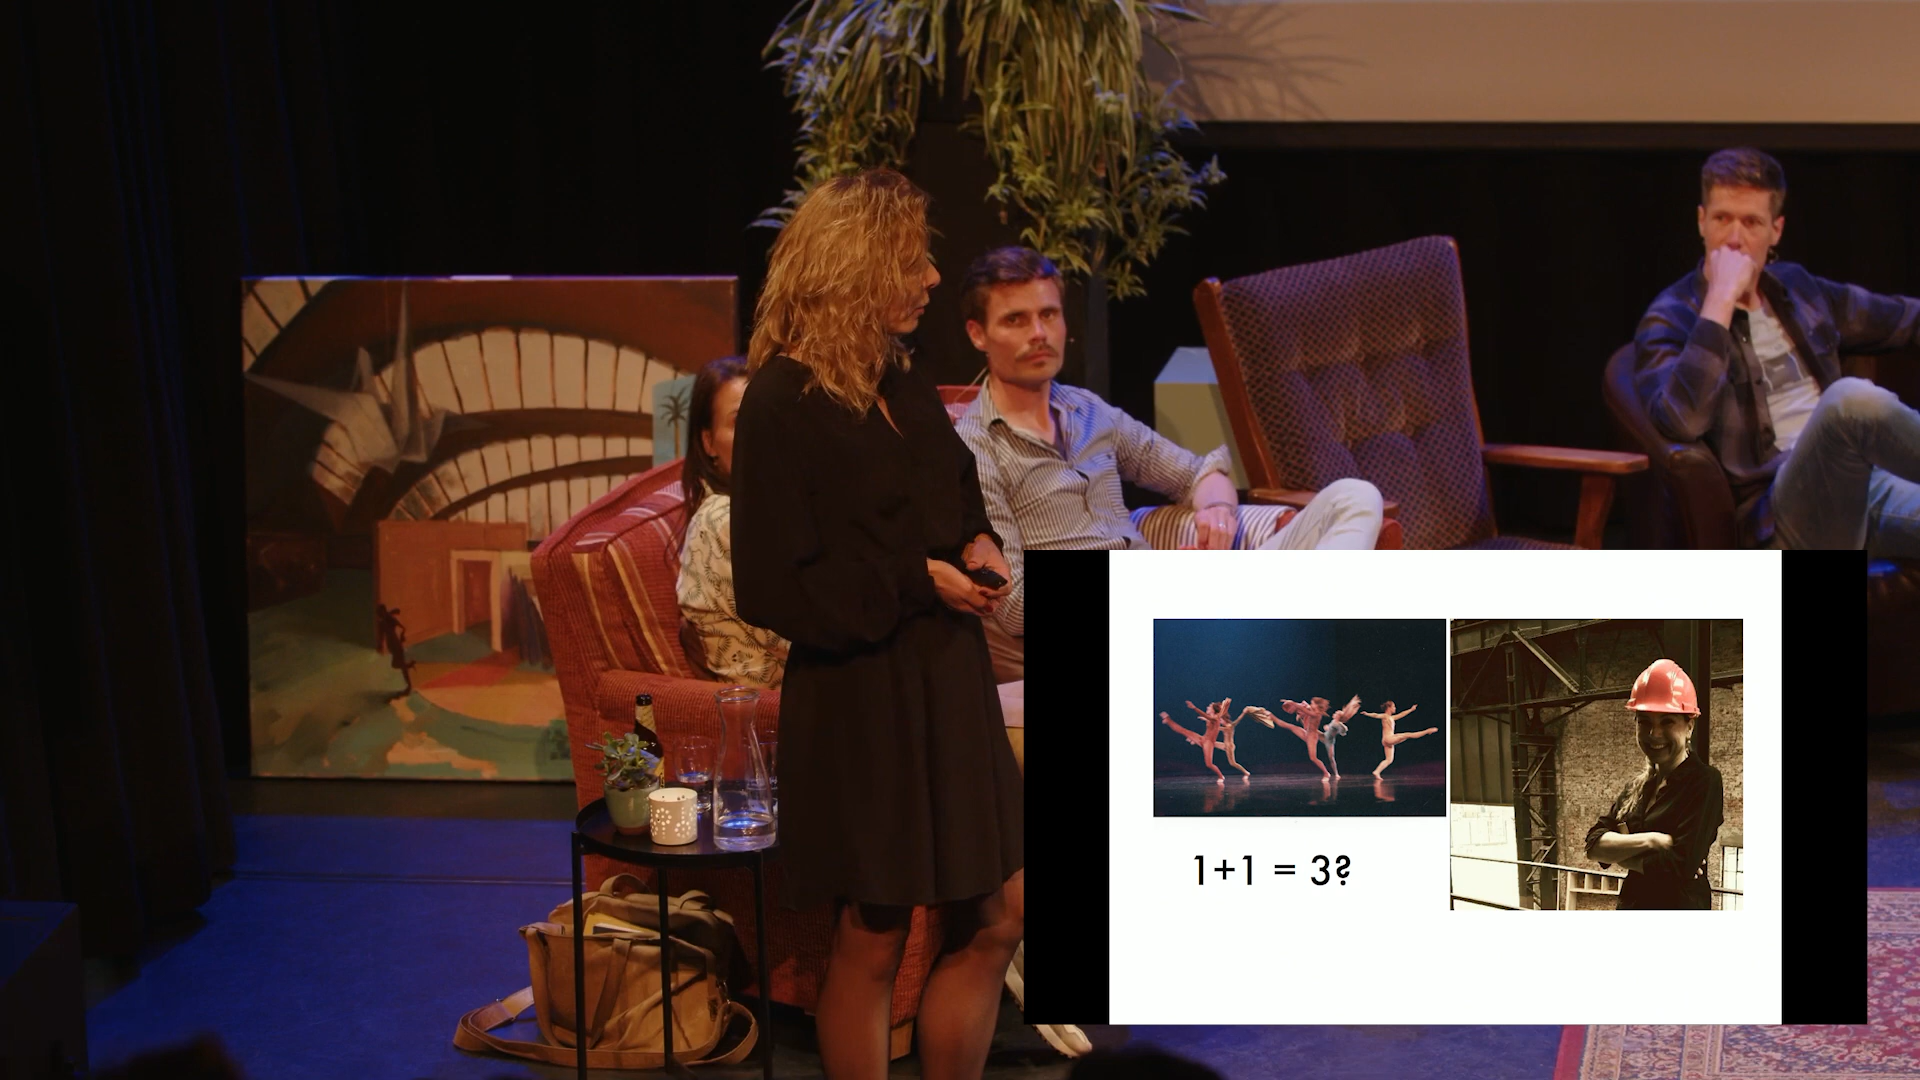 1+1 = 3?